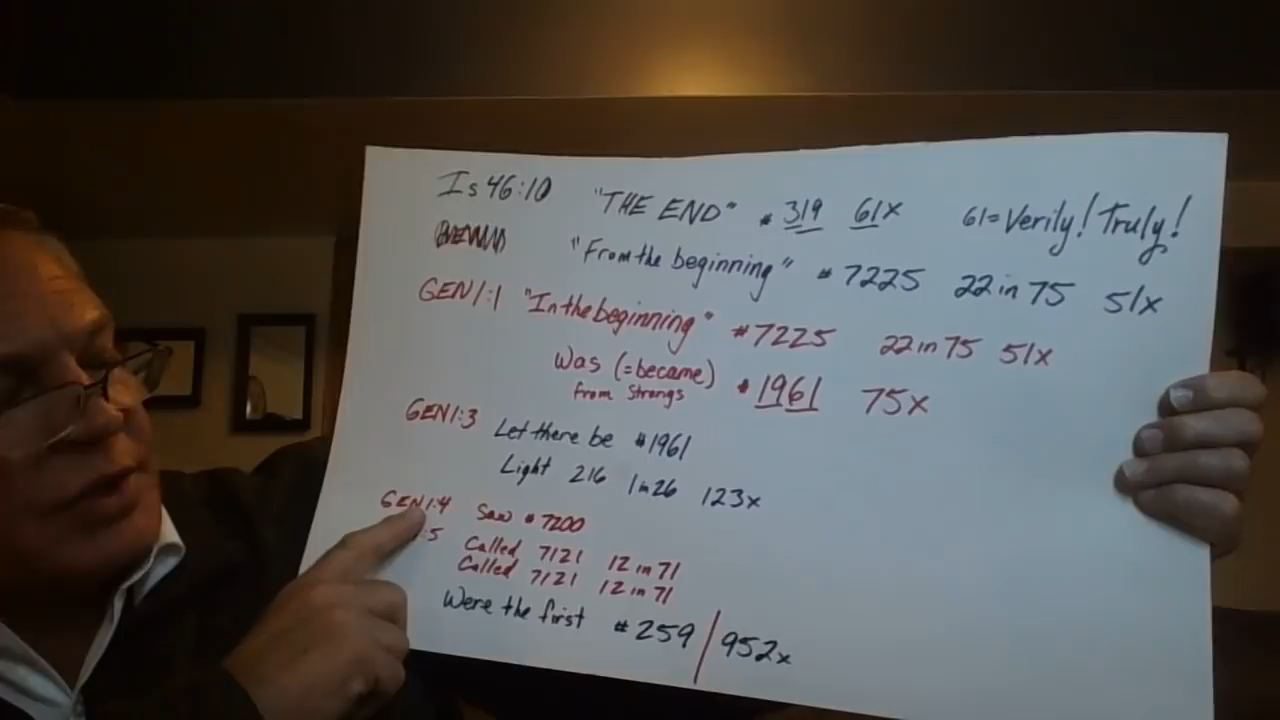 Is 46:10 "THE END" # 319 61x 61=Verily! Truly!
"From the beginning" # 7225 22 in 75 51x
GEN 1:1 "In the beginning" # 7225 22 in 75 51x
Was (=became) # 1961 75x
from Strongs
GEN 1:3 Let there be # 1961
Light 216 1 in 26 123x
GEN 1:4 Saw # 7200
:5 Called 7121 12 in 71
Called 7121 12 in 71
Were the first # 259 / 952x